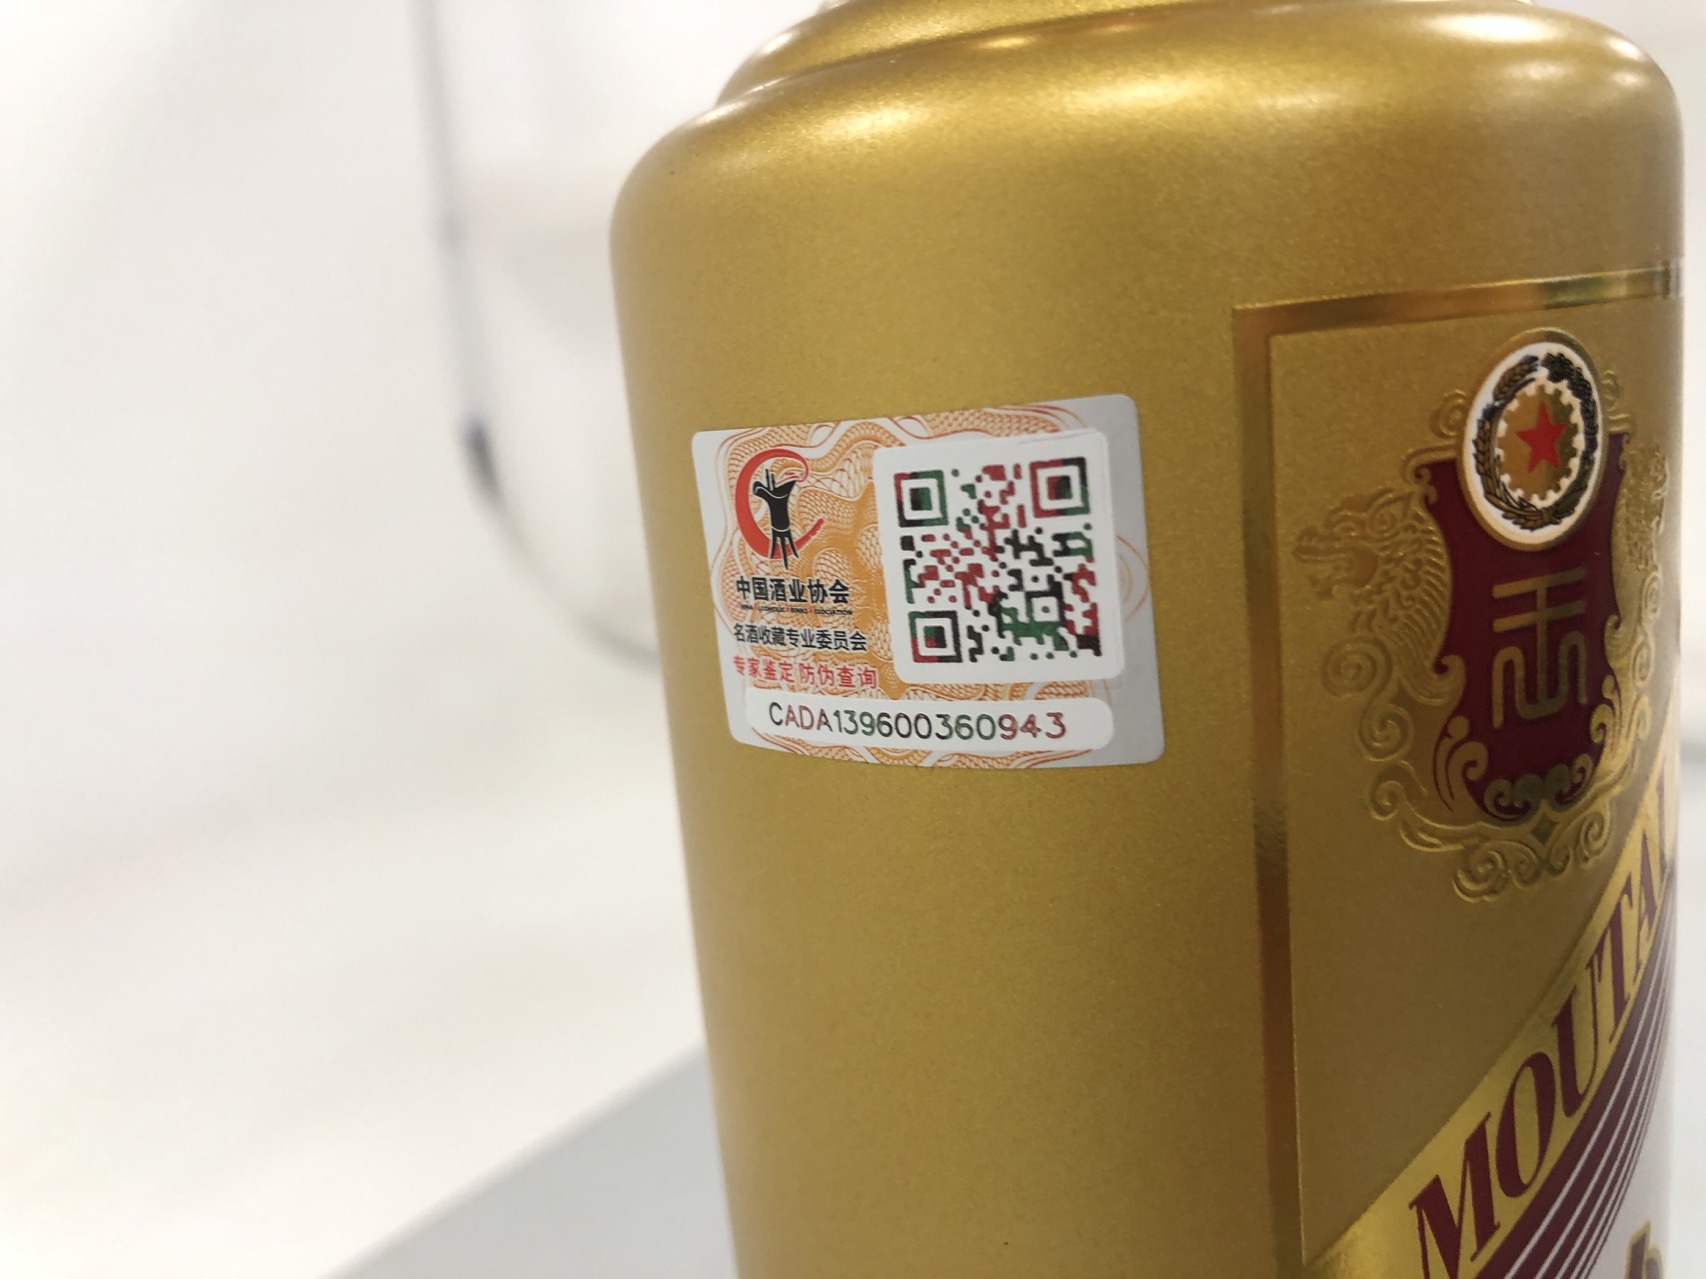 中国酒业协会
名酒收藏专业委员会
专家鉴定 防伪查询
CADA139600360943
MOUTAI